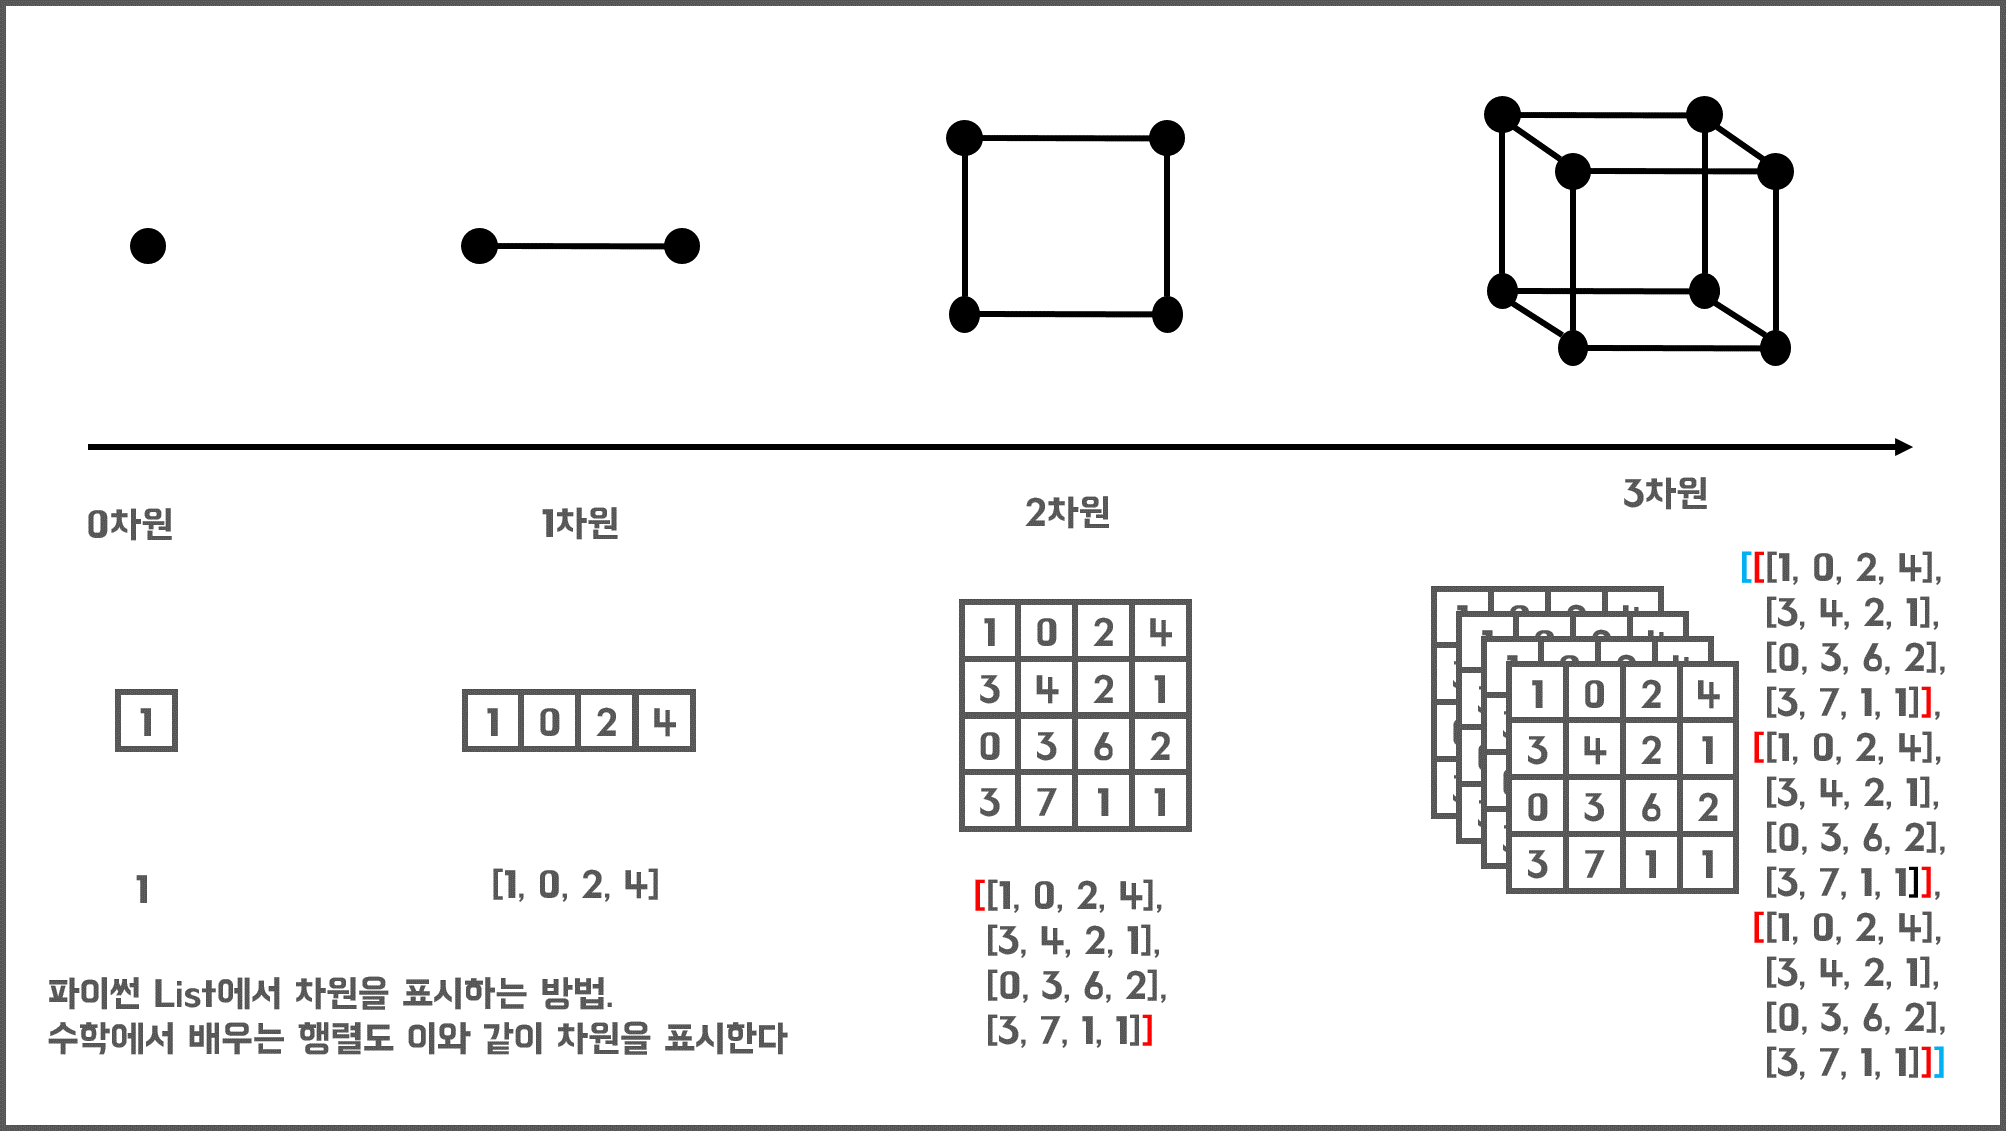 0차원
1차원
2차원
3차원
1
1 0 2 4
1 0 2 4
3 4 2 1
0 3 6 2
3 7 1 1
1 0 2 4
3 4 2 1
0 3 6 2
3 7 1 1
1
[1, 0, 2, 4]
[[1, 0, 2, 4],
[3, 4, 2, 1],
[0, 3, 6, 2],
[3, 7, 1, 1]]
[[[1, 0, 2, 4],
[3, 4, 2, 1],
[0, 3, 6, 2],
[3, 7, 1, 1]],
[[1, 0, 2, 4],
[3, 4, 2, 1],
[0, 3, 6, 2],
[3, 7, 1, 1]],
[[1, 0, 2, 4],
[3, 4, 2, 1],
[0, 3, 6, 2],
[3, 7, 1, 1]]]
파이썬 List에서 차원을 표시하는 방법.
수학에서 배우는 행렬도 이와 같이 차원을 표시한다